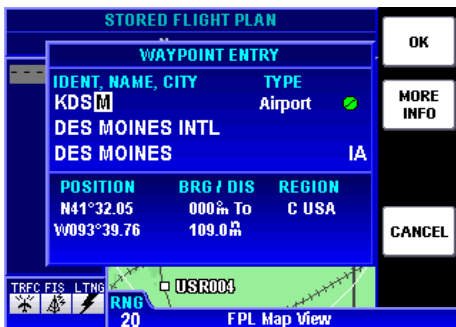 STORED FLIGHT PLAN
WAYPOINT ENTRY
IDENT, NAME, CITY TYPE
KDSM Airport
DES MOINES INTL
DES MOINES IA
POSITION BRG / DIS REGION
N41°32.05 000°m To C USA
W093°39.76 109.0nm
OK
MORE
INFO
CANCEL
TRFC FIS LTNG
USR004
RNG
20 FPL Map View